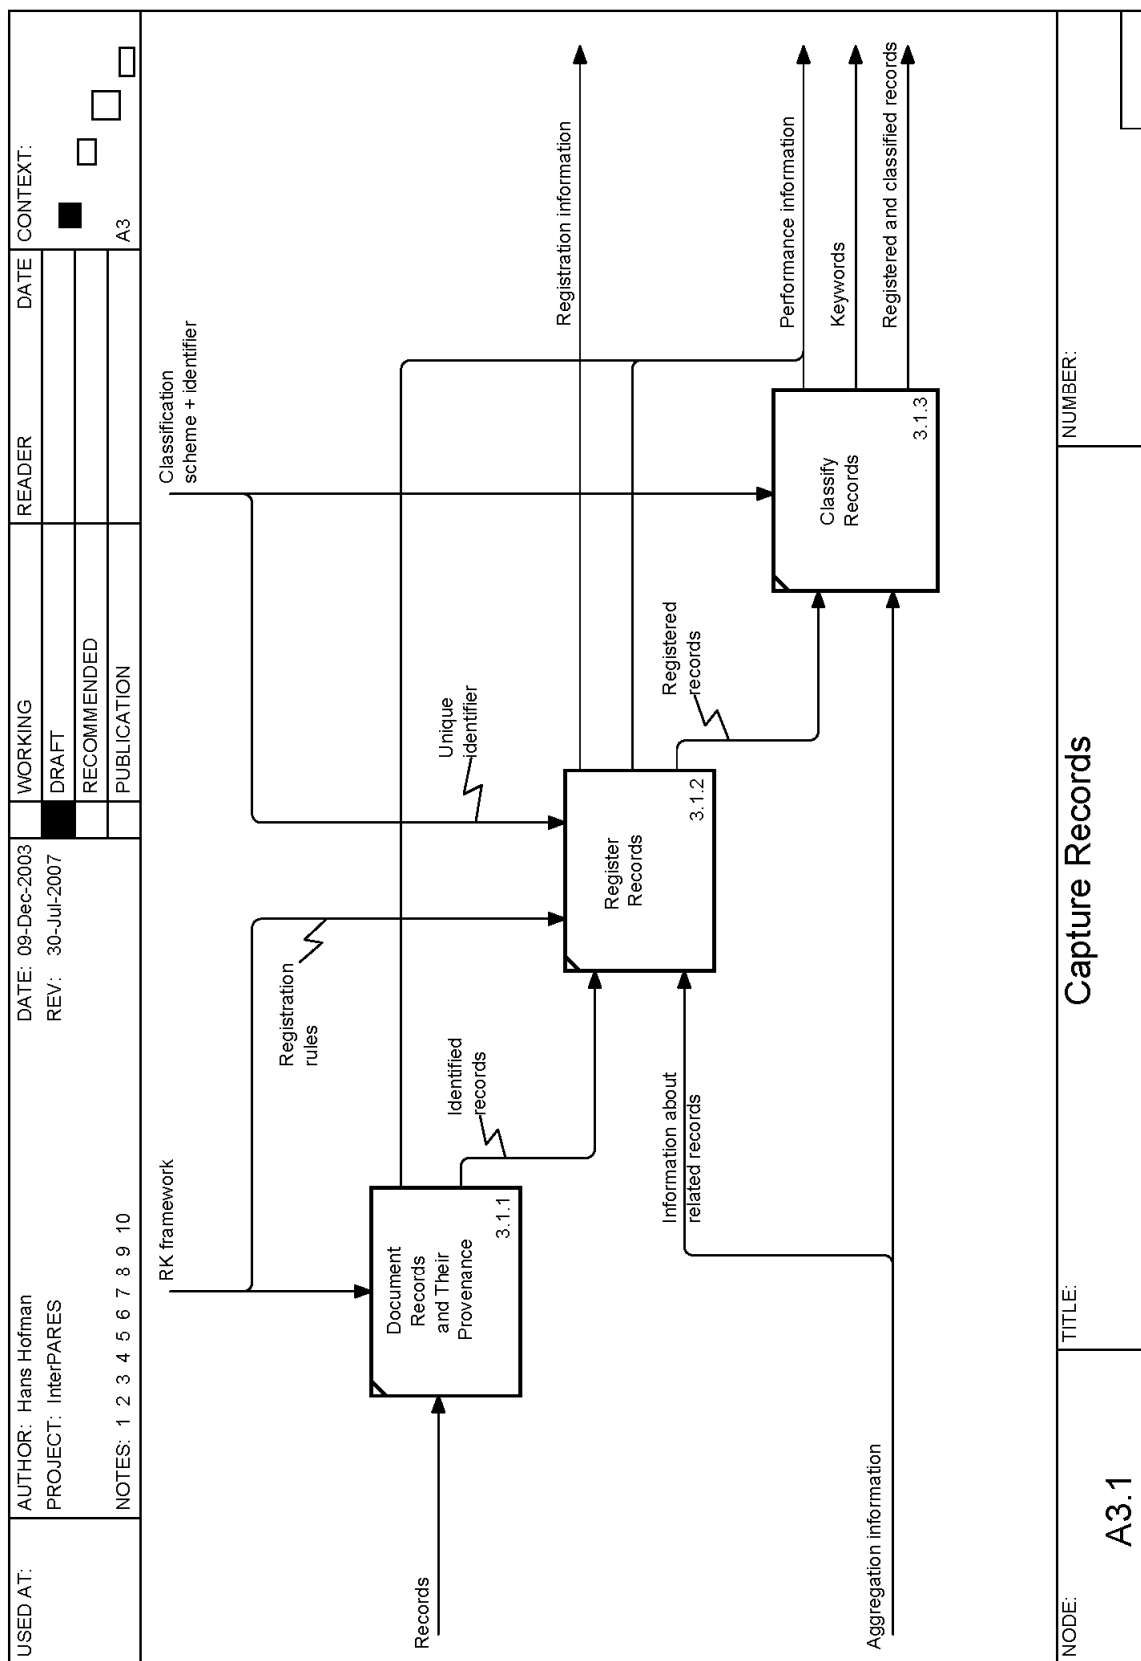 USED AT:
AUTHOR: Hans Hofman
PROJECT: InterPARES
NOTES: 1 2 3 4 5 6 7 8 9 10
DATE: 09-Dec-2003
REV: 30-Jul-2007
WORKING
DRAFT
RECOMMENDED
PUBLICATION
READER
DATE
CONTEXT:
A3
RK framework
Classification
scheme + identifier
Registration
rules
Unique
identifier
Records
Document
Records
and Their
Provenance
3.1.1
Identified
records
Register
Records
3.1.2
Registration information
Information about
related records
Registered
records
Classify
Records
3.1.3
Performance information
Keywords
Registered and classified records
Aggregation information
NODE:
A3.1
TITLE:
Capture Records
NUMBER: